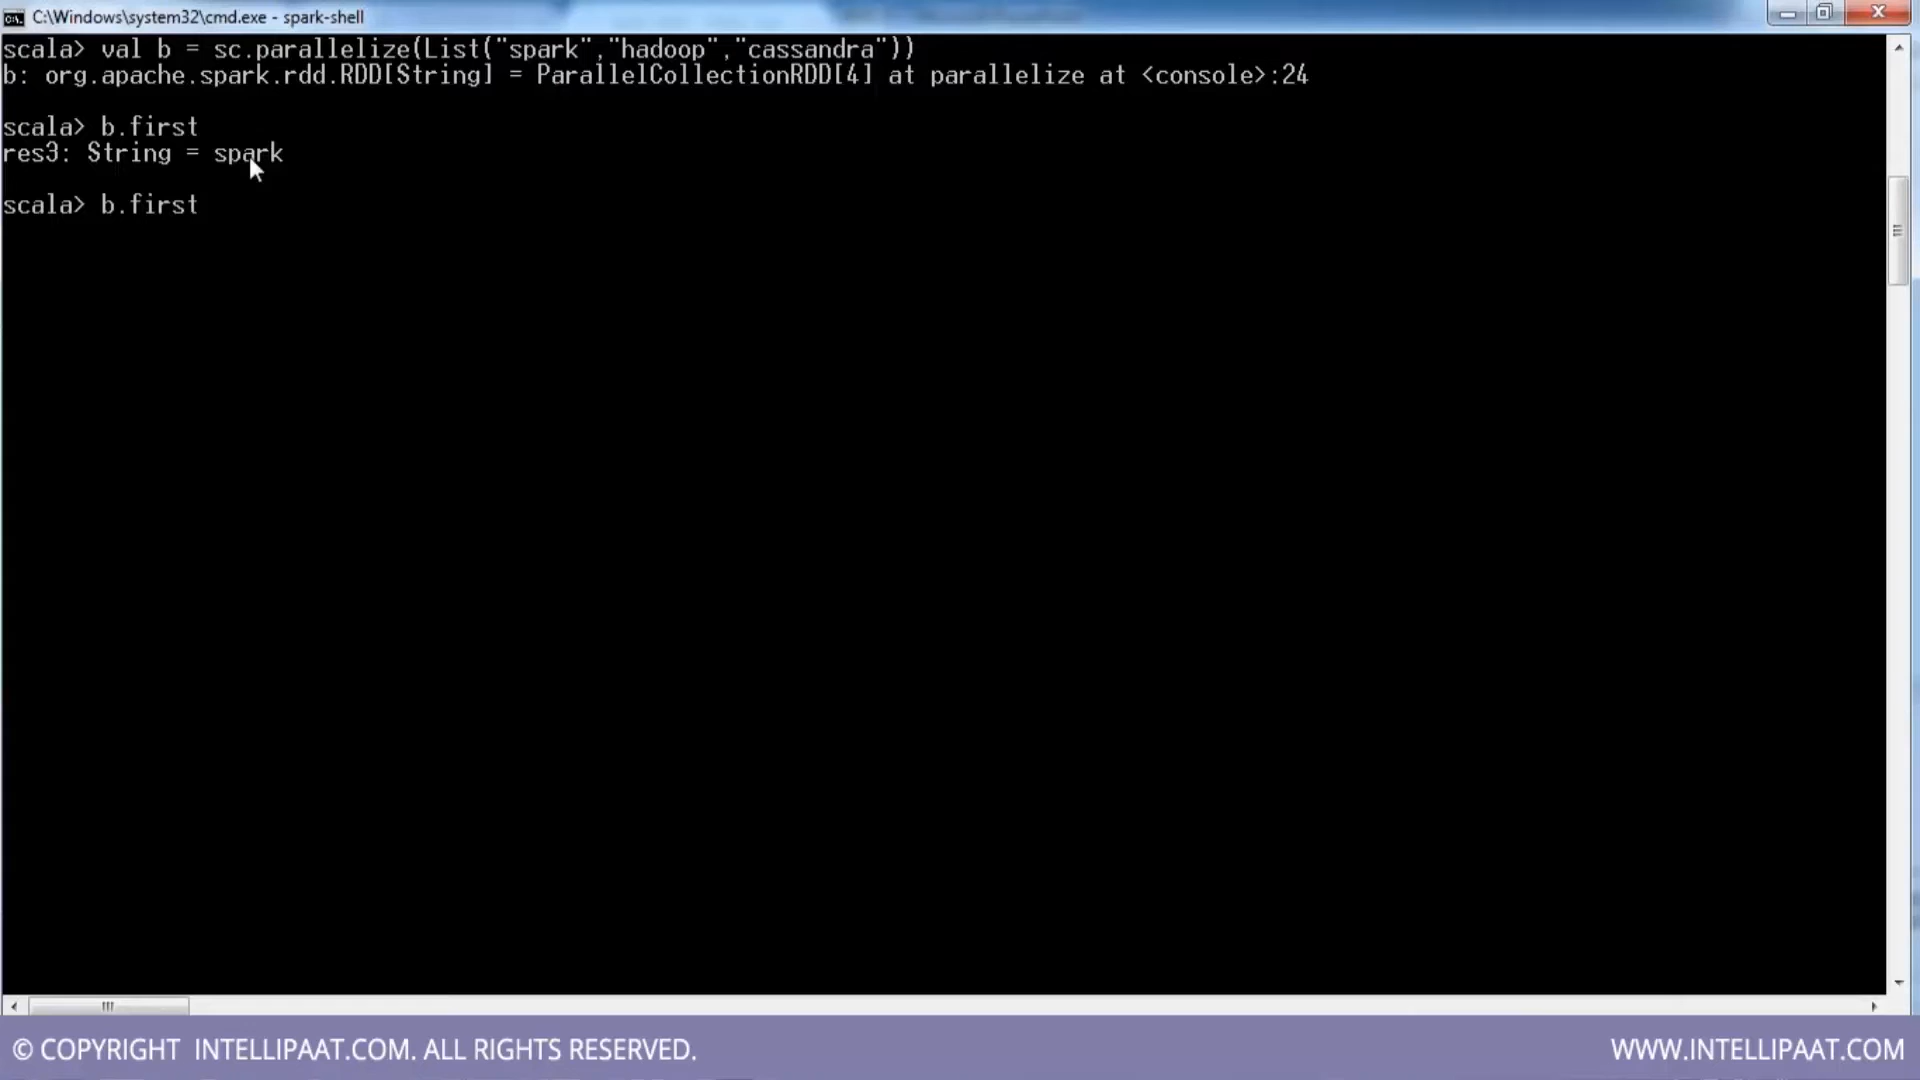 C:\Windows\system32\cmd.exe - spark-shell
scala> val b = sc.parallelize(List("spark","hadoop","cassandra"))
b: org.apache.spark.rdd.RDD[String] = ParallelCollectionRDD[4] at parallelize at <console>:24
scala> b.first
res3: String = spark
scala> b.first
© COPYRIGHT INTELLIPAAT.COM. ALL RIGHTS RESERVED.
WWW.INTELLIPAAT.COM